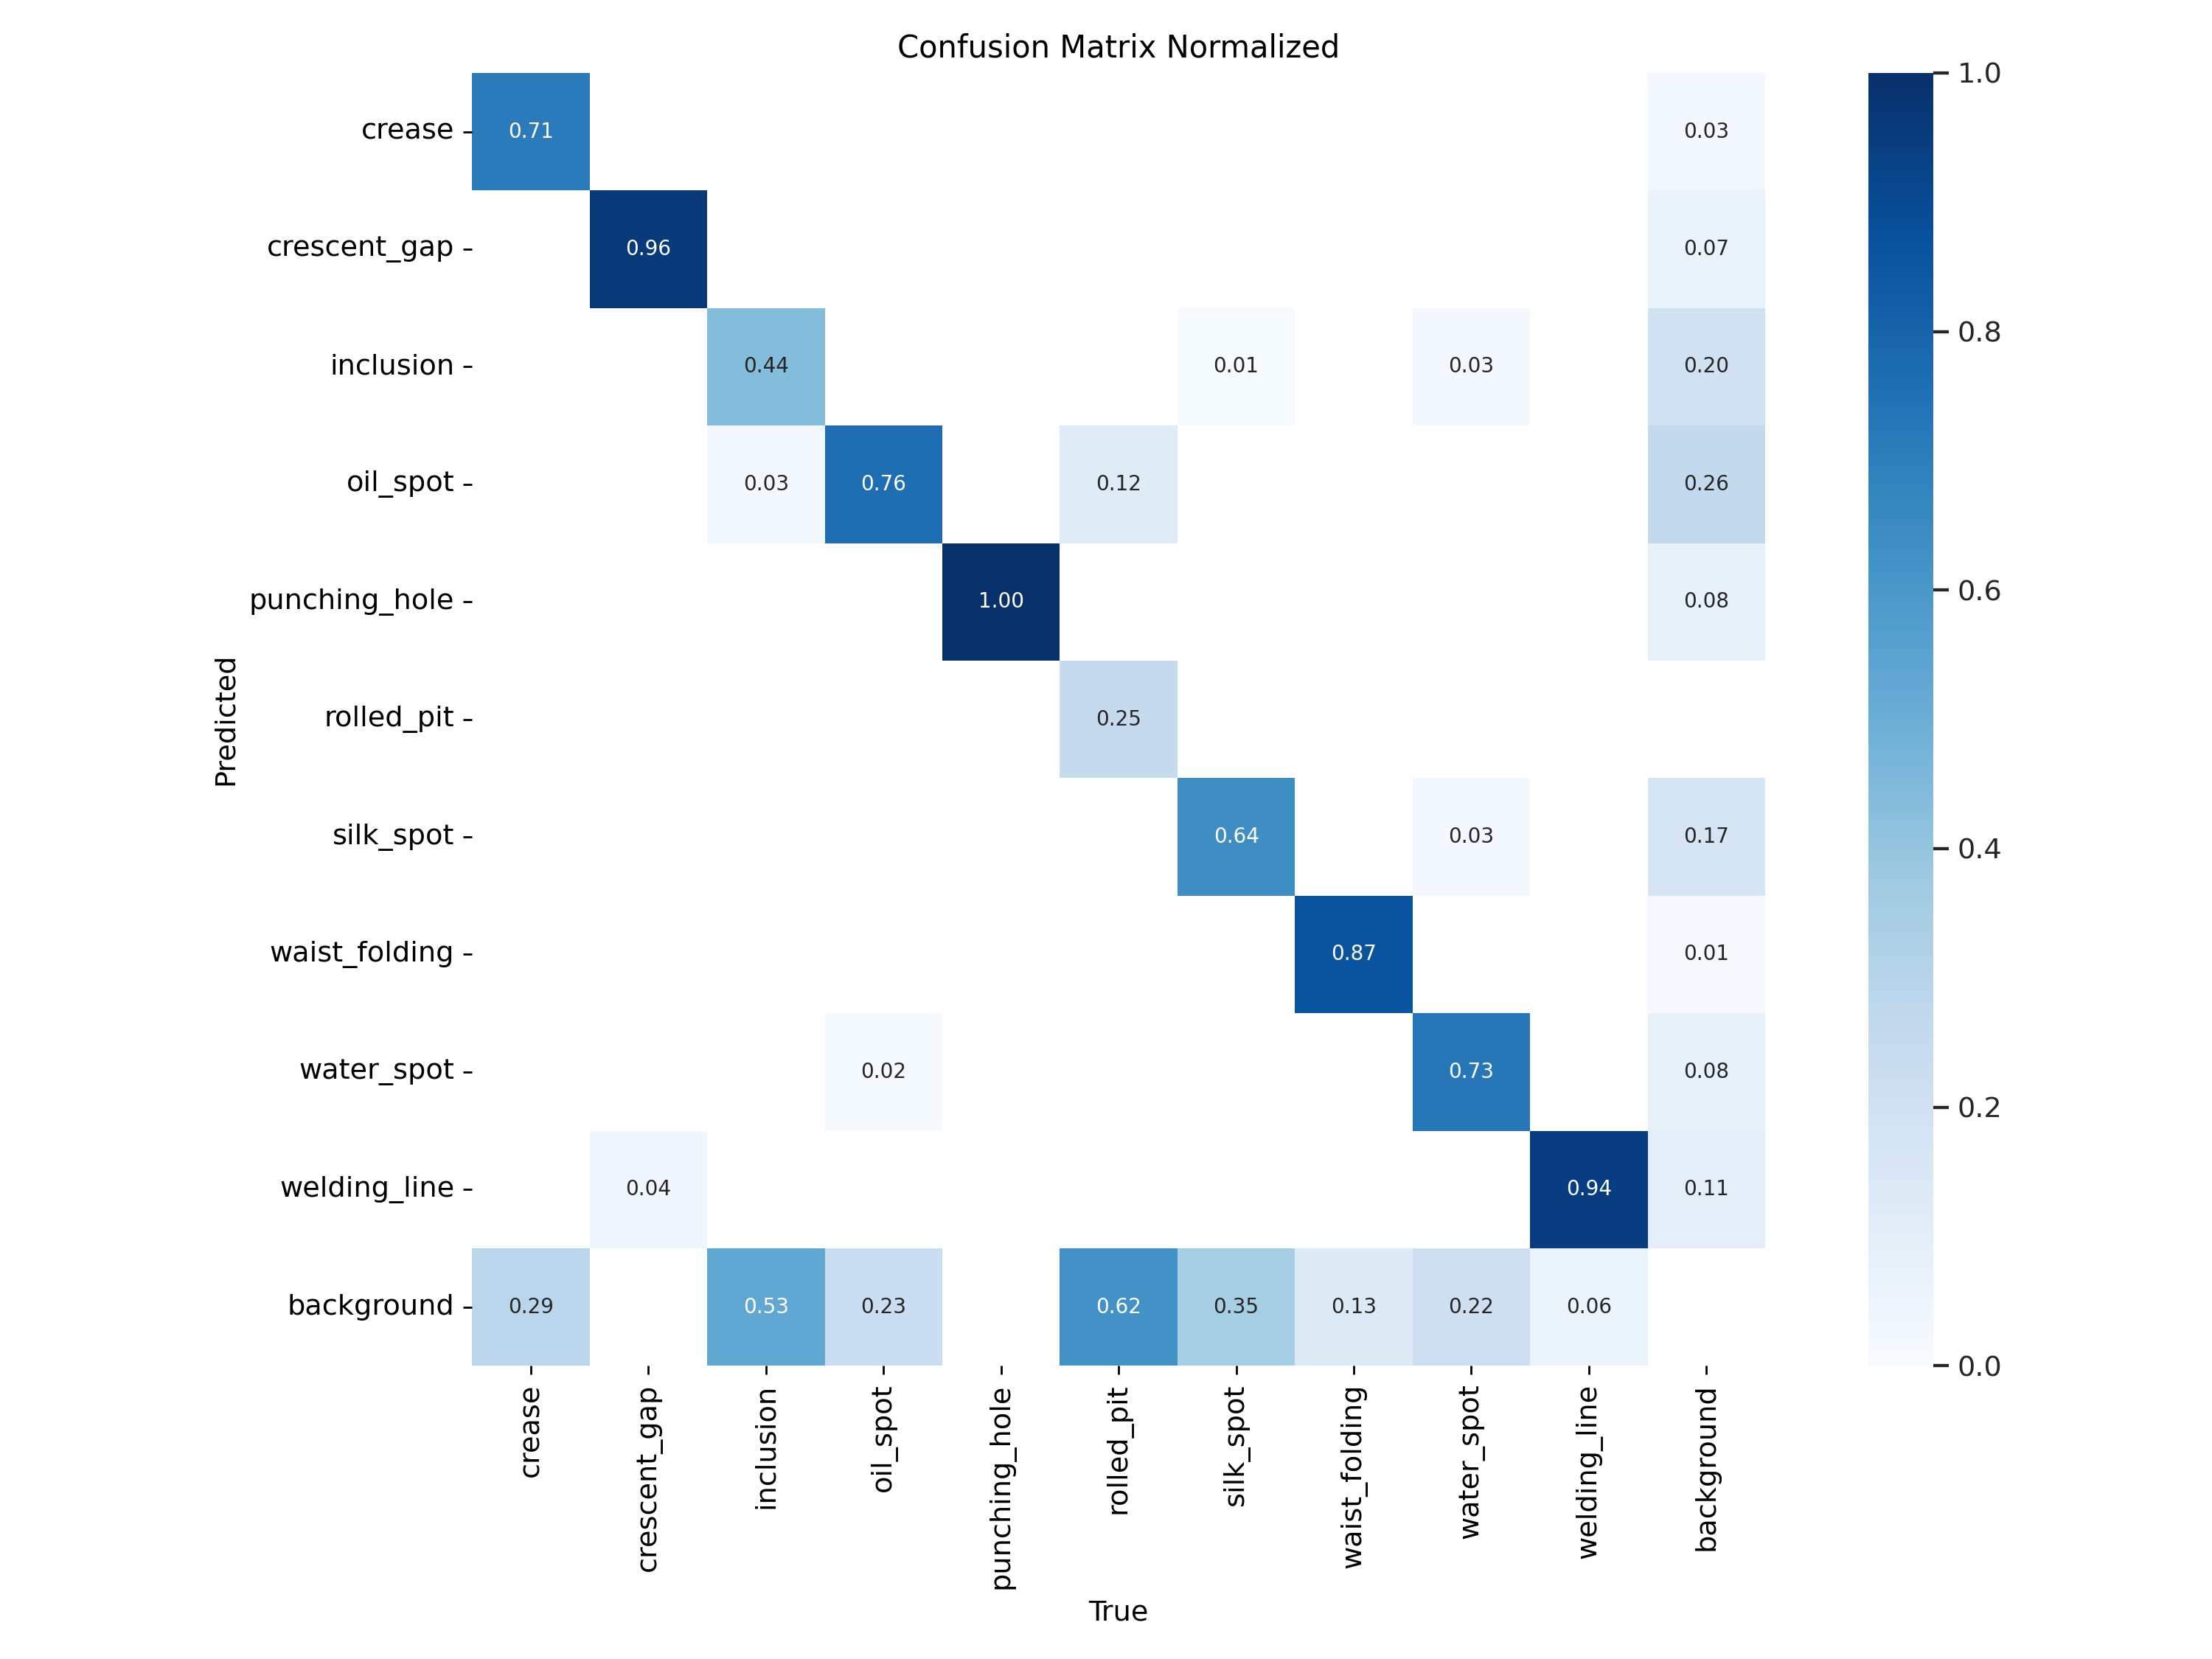 Confusion Matrix Normalized
crease 0.71 0.03 1.0
crescent_gap 0.96 0.07
inclusion 0.44 0.01 0.03 0.20 0.8
oil_spot 0.03 0.76 0.12 0.26
punching_hole 1.00 0.08 0.6
rolled_pit 0.25
silk_spot 0.64 0.03 0.17 0.4
waist_folding 0.87 0.01
water_spot 0.02 0.73 0.08 0.2
welding_line 0.04 0.94 0.11
background 0.29 0.53 0.23 0.62 0.35 0.13 0.22 0.06 0.0
Predicted
crease
crescent_gap
inclusion
oil_spot
punching_hole
rolled_pit
silk_spot
waist_folding
water_spot
welding_line
background
True